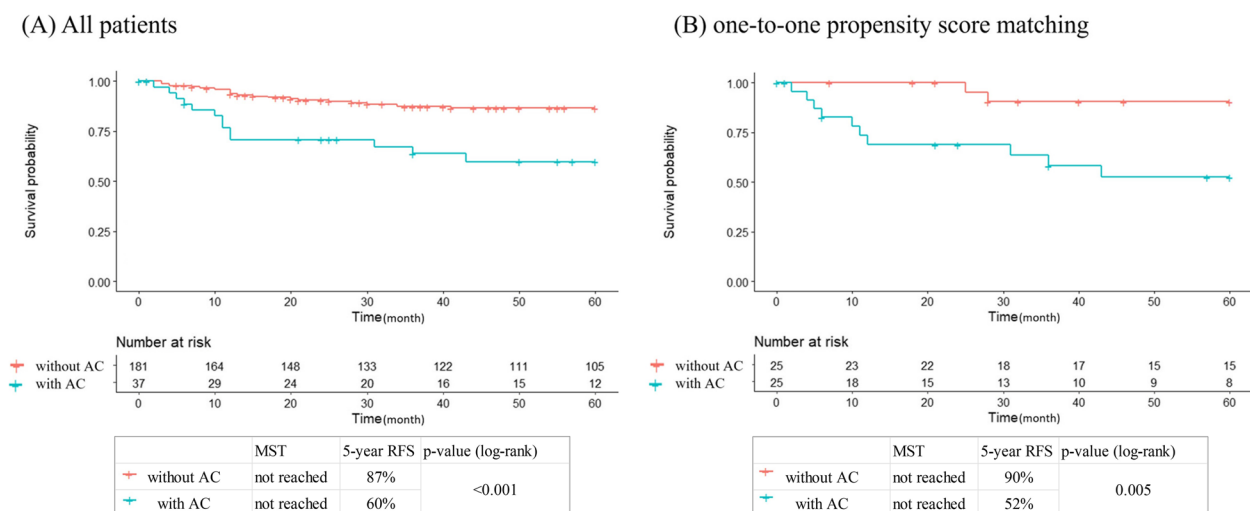 (A) All patients
1.00
0.75
0.50
0.25
0.00
Survival probability
0 10 20 30 40 50 60
Time(month)
Number at risk
without AC 181 164 148 133 122 111 105
with AC 37 29 24 20 16 15 12
0 10 20 30 40 50 60
Time(month)
MST 5-year RFS p-value (log-rank)
without AC not reached 87%
<0.001
with AC not reached 60%
(B) one-to-one propensity score matching
1.00
0.75
0.50
0.25
0.00
Survival probability
0 10 20 30 40 50 60
Time(month)
Number at risk
without AC 25 23 22 18 17 15 15
with AC 25 18 15 13 10 9 8
0 10 20 30 40 50 60
Time(month)
MST 5-year RFS p-value (log-rank)
without AC not reached 90%
0.005
with AC not reached 52%